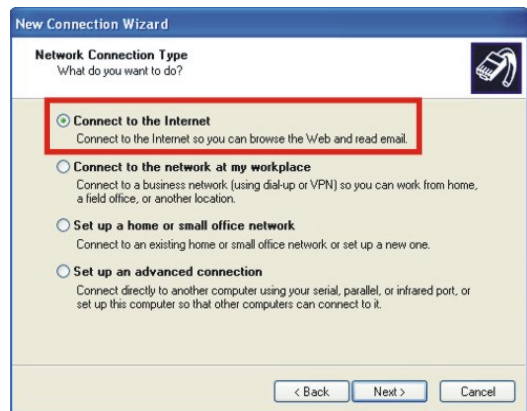 New Connection Wizard
Network Connection Type
What do you want to do?
Connect to the Internet
Connect to the Internet so you can browse the Web and read email.
Connect to the network at my workplace
Connect to a business network (using dial-up or VPN) so you can work from home,
a field office, or another location.
Set up a home or small office network
Connect to an existing home or small office network or set up a new one.
Set up an advanced connection
Connect directly to another computer using your serial, parallel, or infrared port, or
set up this computer so that other computers can connect to it.
< Back Next > Cancel